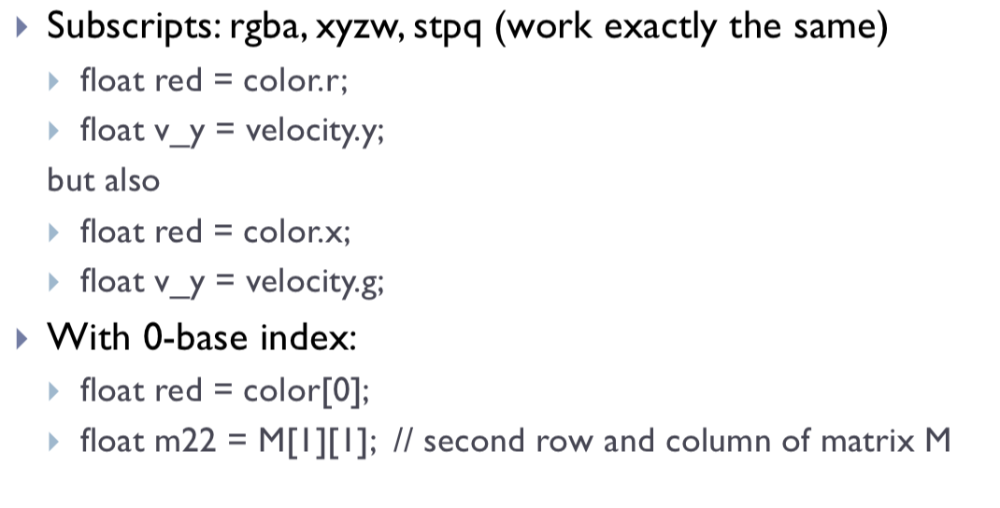 Subscripts: rgba, xyzw, stpq (work exactly the same)
float red = color.r;
float v_y = velocity.y;
but also
float red = color.x;
float v_y = velocity.g;
With 0-base index:
float red = color[0];
float m22 = M[1][1]; // second row and column of matrix M